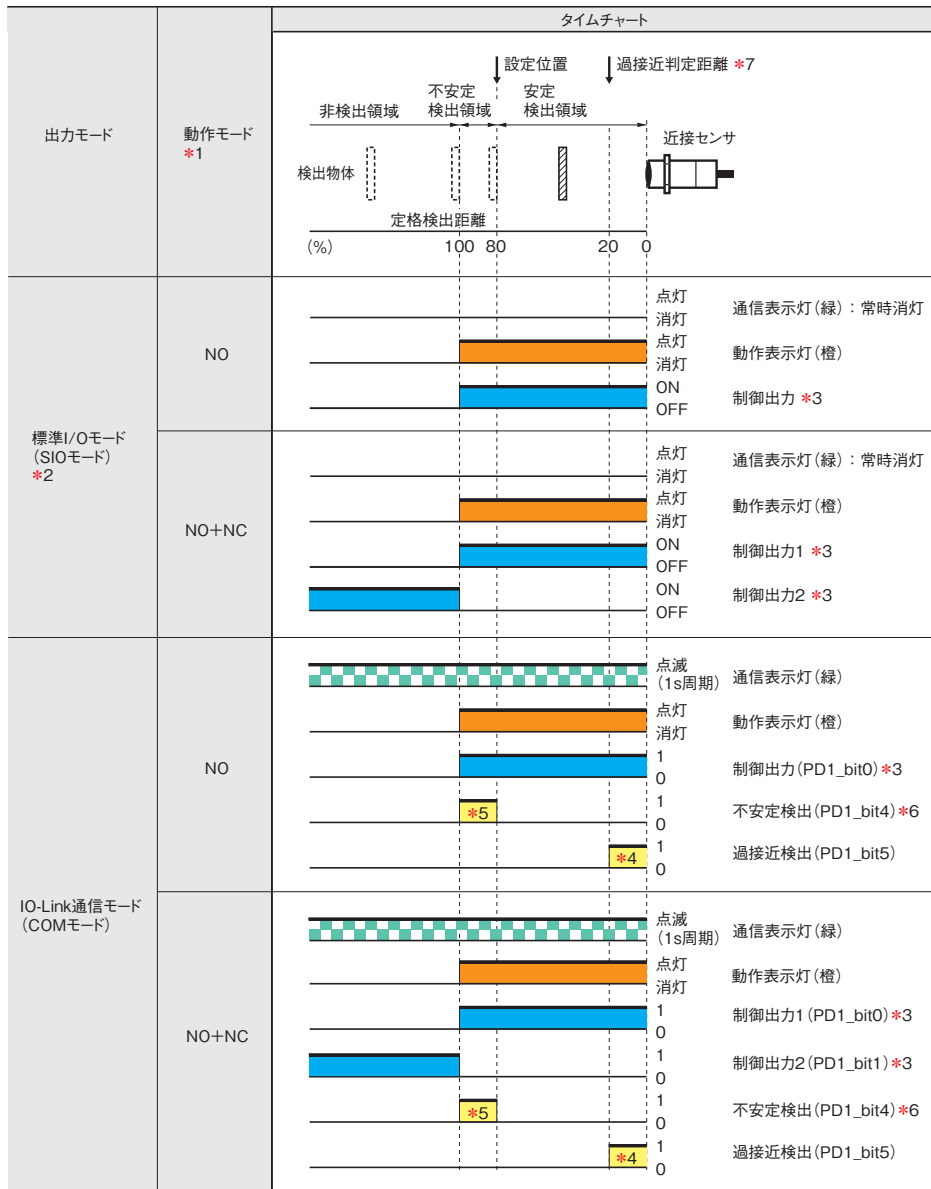 タイムチャート
出力モード
動作モード
*1
設定位置
過接近判定距離 *7
不安定
検出領域
安定
検出領域
非検出領域
近接センサ
検出物体
定格検出距離
(%)
100 80
20 0
標準I/Oモード
(SIOモード)
*2
NO
点灯
消灯
通信表示灯(緑):常時消灯
点灯
消灯
動作表示灯(橙)
ON
OFF
制御出力 *3
NO+NC
点灯
消灯
通信表示灯(緑):常時消灯
点灯
消灯
動作表示灯(橙)
ON
OFF
制御出力1 *3
ON
OFF
制御出力2 *3
IO-Link通信モード
(COMモード)
NO
点滅
(1s周期)
通信表示灯(緑)
点灯
消灯
動作表示灯(橙)
1
0
制御出力(PD1_bit0)*3
*5
1
0
不安定検出(PD1_bit4)*6
*4
1
0
過接近検出(PD1_bit5)
NO+NC
点滅
(1s周期)
通信表示灯(緑)
点灯
消灯
動作表示灯(橙)
1
0
制御出力1(PD1_bit0)*3
1
0
制御出力2(PD1_bit1)*3
*5
1
0
不安定検出(PD1_bit4)*6
*4
1
0
過接近検出(PD1_bit5)